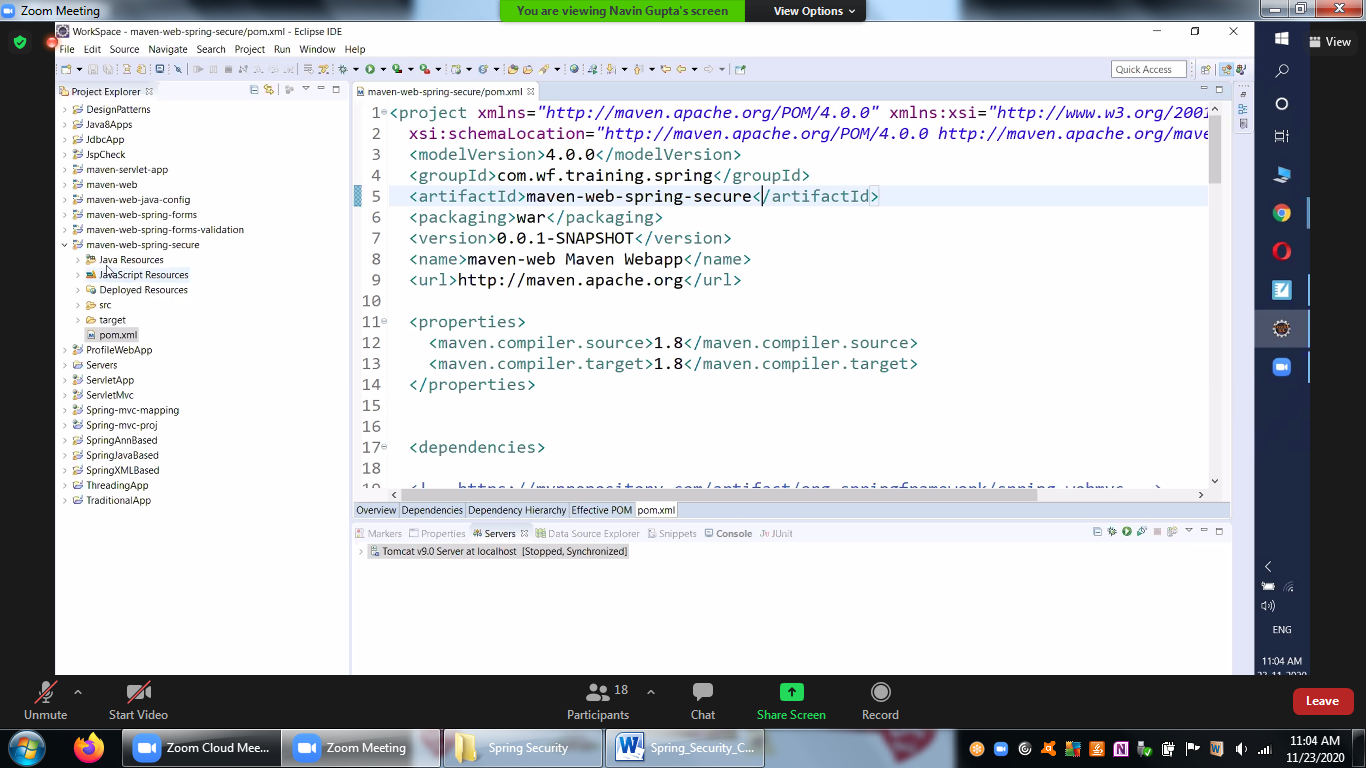 Zoom Meeting
You are viewing Navin Gupta's screen
View Options
WorkSpace - maven-web-spring-secure/pom.xml - Eclipse IDE
File Edit Source Navigate Search Project Run Window Help
View
Quick Access
Project Explorer
DesignPatterns
Java8Apps
JdbcApp
JspCheck
maven-servlet-app
maven-web
maven-web-java-config
maven-web-spring-forms
maven-web-spring-forms-validation
maven-web-spring-secure
Java Resources
JavaScript Resources
Deployed Resources
src
target
pom.xml
ProfileWebApp
Servers
ServletApp
ServletMvc
Spring-mvc-mapping
Spring-mvc-proj
SpringAnnBased
SpringJavaBased
SpringXMLBased
ThreadingApp
TraditionalApp
maven-web-spring-secure/pom.xml
1 <project xmlns="http://maven.apache.org/POM/4.0.0" xmlns:xsi="http://www.w3.org/2001
2 xsi:schemaLocation="http://maven.apache.org/POM/4.0.0 http://maven.apache.org/mave
3 <modelVersion>4.0.0</modelVersion>
4 <groupId>com.wf.training.spring</groupId>
5 <artifactId>maven-web-spring-secure</artifactId>
6 <packaging>war</packaging>
7 <version>0.0.1-SNAPSHOT</version>
8 <name>maven-web Maven Webapp</name>
9 <url>http://maven.apache.org</url>
10
11 <properties>
12 <maven.compiler.source>1.8</maven.compiler.source>
13 <maven.compiler.target>1.8</maven.compiler.target>
14 </properties>
15
16
17 <dependencies>
18
19 <!-- https://mvnrepository.com/artifact/org.springframework/spring-webmvc -->
Overview Dependencies Dependency Hierarchy Effective POM pom.xml
Markers Properties Servers Data Source Explorer Snippets Console JUnit
Tomcat v9.0 Server at localhost [Stopped, Synchronized]
ENG
11:04 AM
23-11-2020
Unmute
Start Video
18
Participants
Chat
Share Screen
Record
Leave
Zoom Cloud Mee...
Zoom Meeting
Spring Security
Spring_Security_C...
11:04 AM
11/23/2020